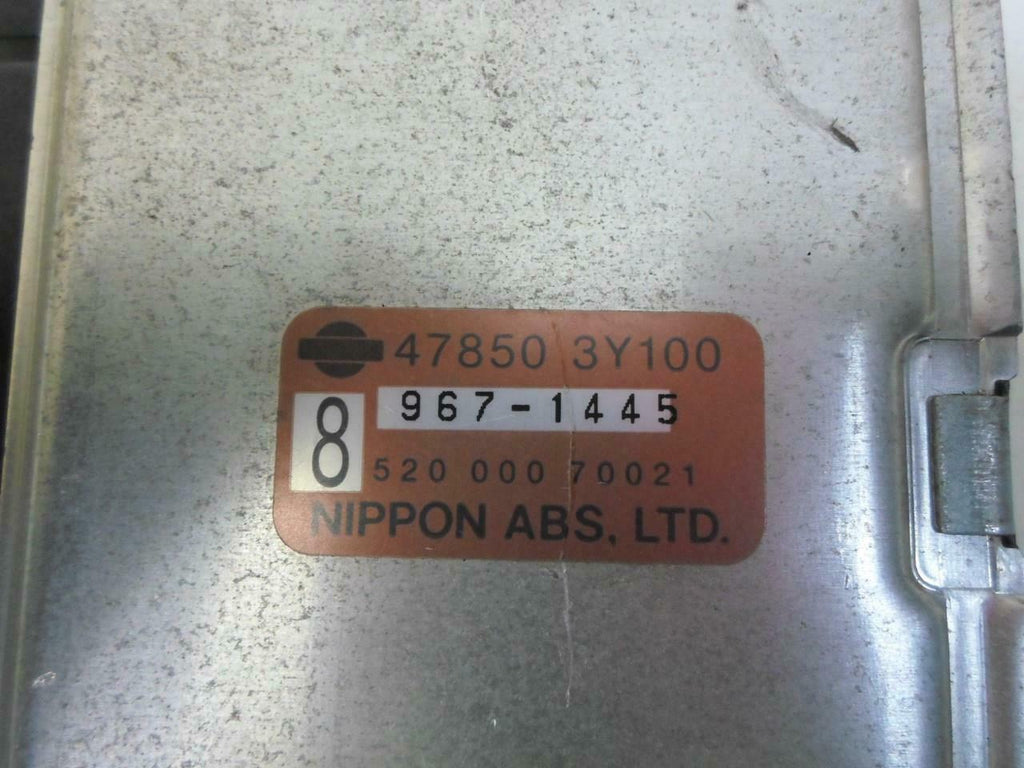 47850 3Y100
967-1445
8
520 000 70021
NIPPON ABS, LTD.